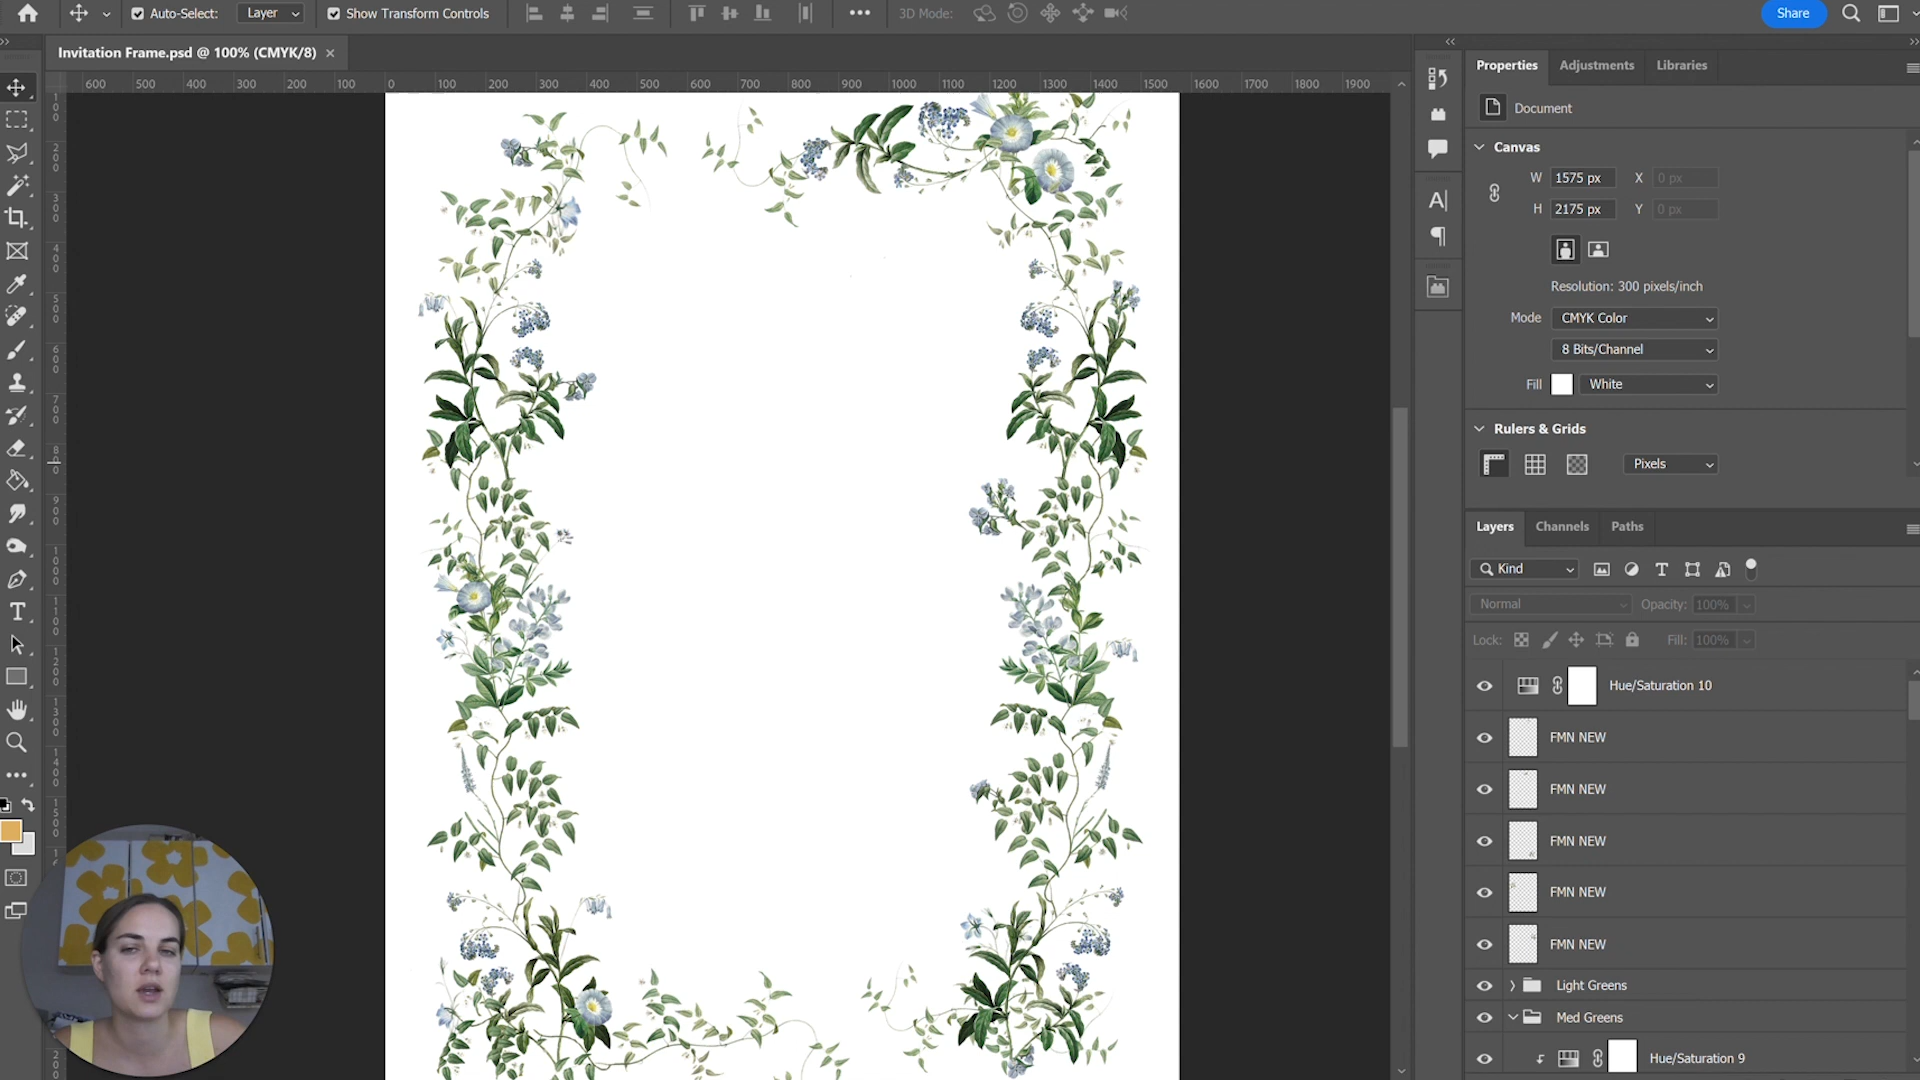 Auto-Select: Layer Show Transform Controls 3D Mode: Share
Invitation Frame.psd @ 100% (CMYK/8)
600 500 400 300 200 100 0 100 200 300 400 500 600 700 800 900 1000 1100 1200 1300 1400 1500 1600 1700 1800 1900
Properties Adjustments Libraries
Document
Canvas
W 1575 px X 0 px
H 2175 px Y 0 px
Resolution: 300 pixels/inch
Mode CMYK Color
8 Bits/Channel
Fill White
Rulers & Grids
Pixels
Layers Channels Paths
Kind
Normal Opacity: 100%
Lock: Fill: 100%
Hue/Saturation 10
FMN NEW
FMN NEW
FMN NEW
FMN NEW
FMN NEW
Light Greens
Med Greens
Hue/Saturation 9